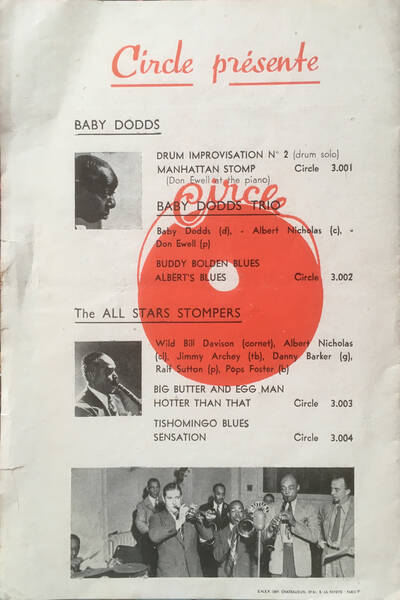 Circle présente
BABY DODDS
DRUM IMPROVISATION N° 2 (drum solo)
MANHATTAN STOMP Circle 3.001
(Don Ewell at the piano)
Circle
BABY DODDS TRIO
Baby Dodds (d), - Albert Nicholas (c), -
Don Ewell (p)
BUDDY BOLDEN BLUES
ALBERT'S BLUES Circle 3.002
The ALL STARS STOMPERS
Wild Bill Davison (cornet), Albert Nicholas
(cl), Jimmy Archey (tb), Danny Barker (g),
Ralf Sutton (p), Pops Foster (b)
BIG BUTTER AND EGG MAN
HOTTER THAN THAT Circle 3.003
TISHOMINGO BLUES
SENSATION Circle 3.004